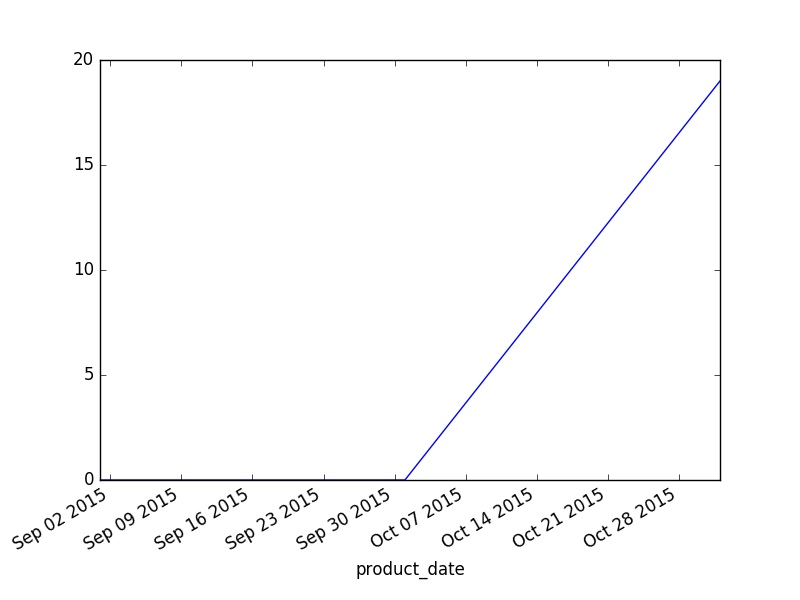 20
15
10
5
0
Sep 02 2015
Sep 09 2015
Sep 16 2015
Sep 23 2015
Sep 30 2015
Oct 07 2015
Oct 14 2015
Oct 21 2015
Oct 28 2015
product_date